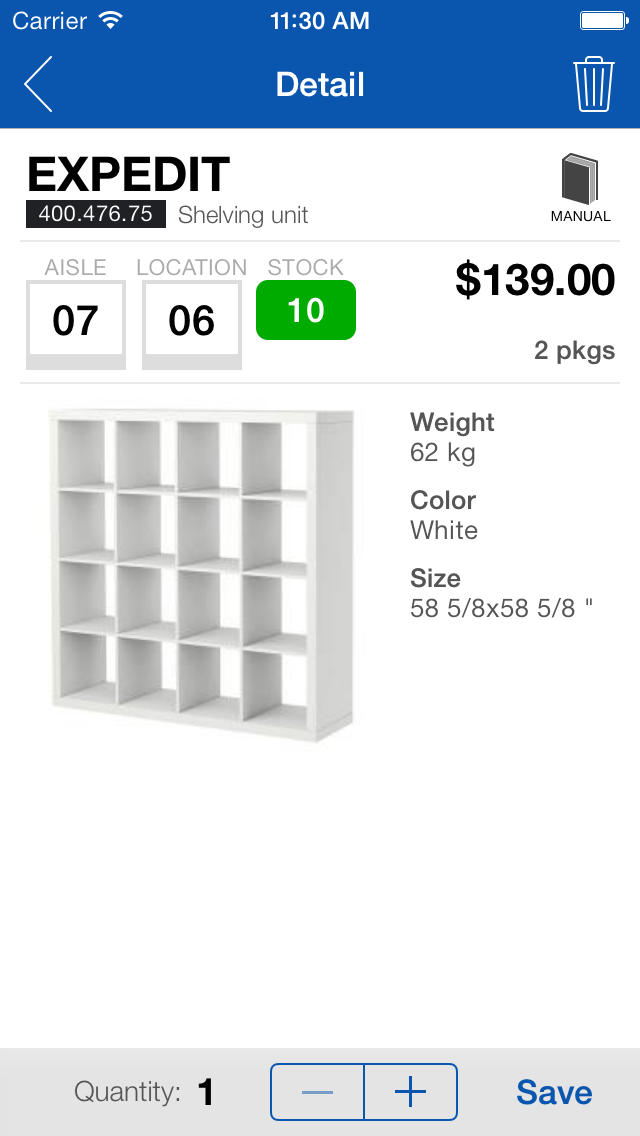 Carrier 11:30 AM
Detail
EXPEDIT
400.476.75 Shelving unit
MANUAL
AISLE LOCATION STOCK
07 06 10
$139.00
2 pkgs
Weight
62 kg
Color
White
Size
58 5/8x58 5/8 "
Quantity: 1 — + Save